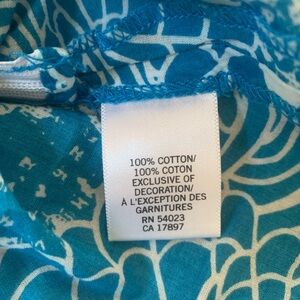 100% COTTON/
100% COTON
EXCLUSIVE OF
DECORATION/
À L'EXCEPTION DES
GARNITURES
RN 54023
CA 17897